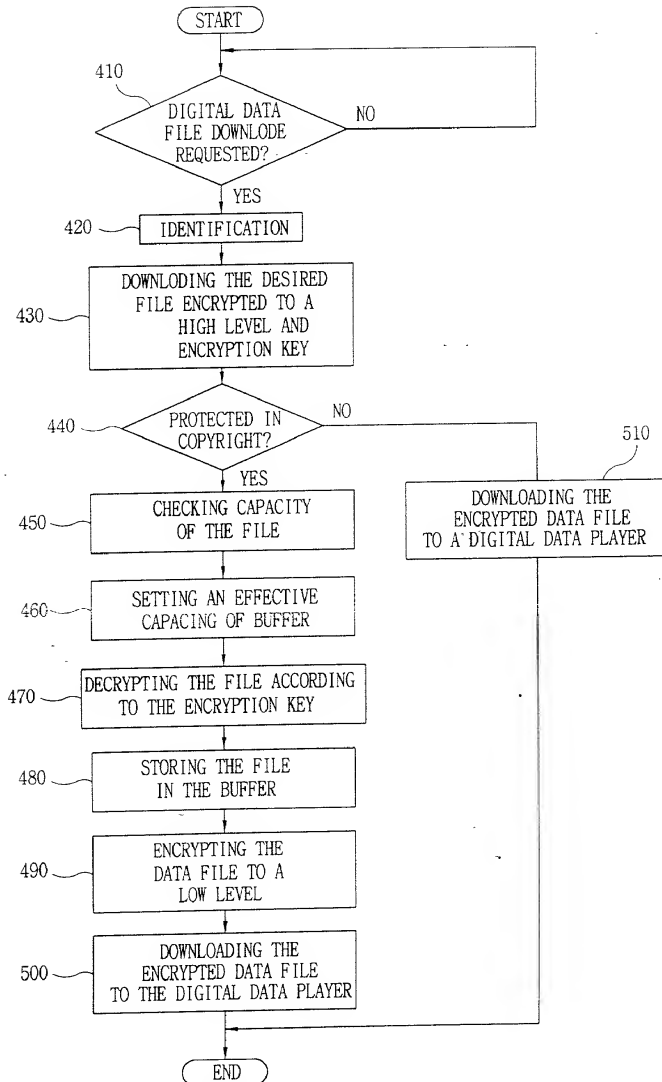 START
410
DIGITAL DATA
FILE DOWNLODE
REQUESTED?
NO
YES
420
IDENTIFICATION
430
DOWNLODING THE DESIRED
FILE ENCRYPTED TO A
HIGH LEVEL AND
ENCRYPTION KEY
440
PROTECTED IN
COPYRIGHT?
NO
YES
510
DOWNLOADING THE
ENCRYPTED DATA FILE
TO A DIGITAL DATA PLAYER
450
CHECKING CAPACITY
OF THE FILE
460
SETTING AN EFFECTIVE
CAPACING OF BUFFER
470
DECRYPTING THE FILE ACCORDING
TO THE ENCRYPTION KEY
480
STORING THE FILE
IN THE BUFFER
490
ENCRYPTING THE
DATA FILE TO A
LOW LEVEL
500
DOWNLOADING THE
ENCRYPTED DATA FILE
TO THE DIGITAL DATA PLAYER
END